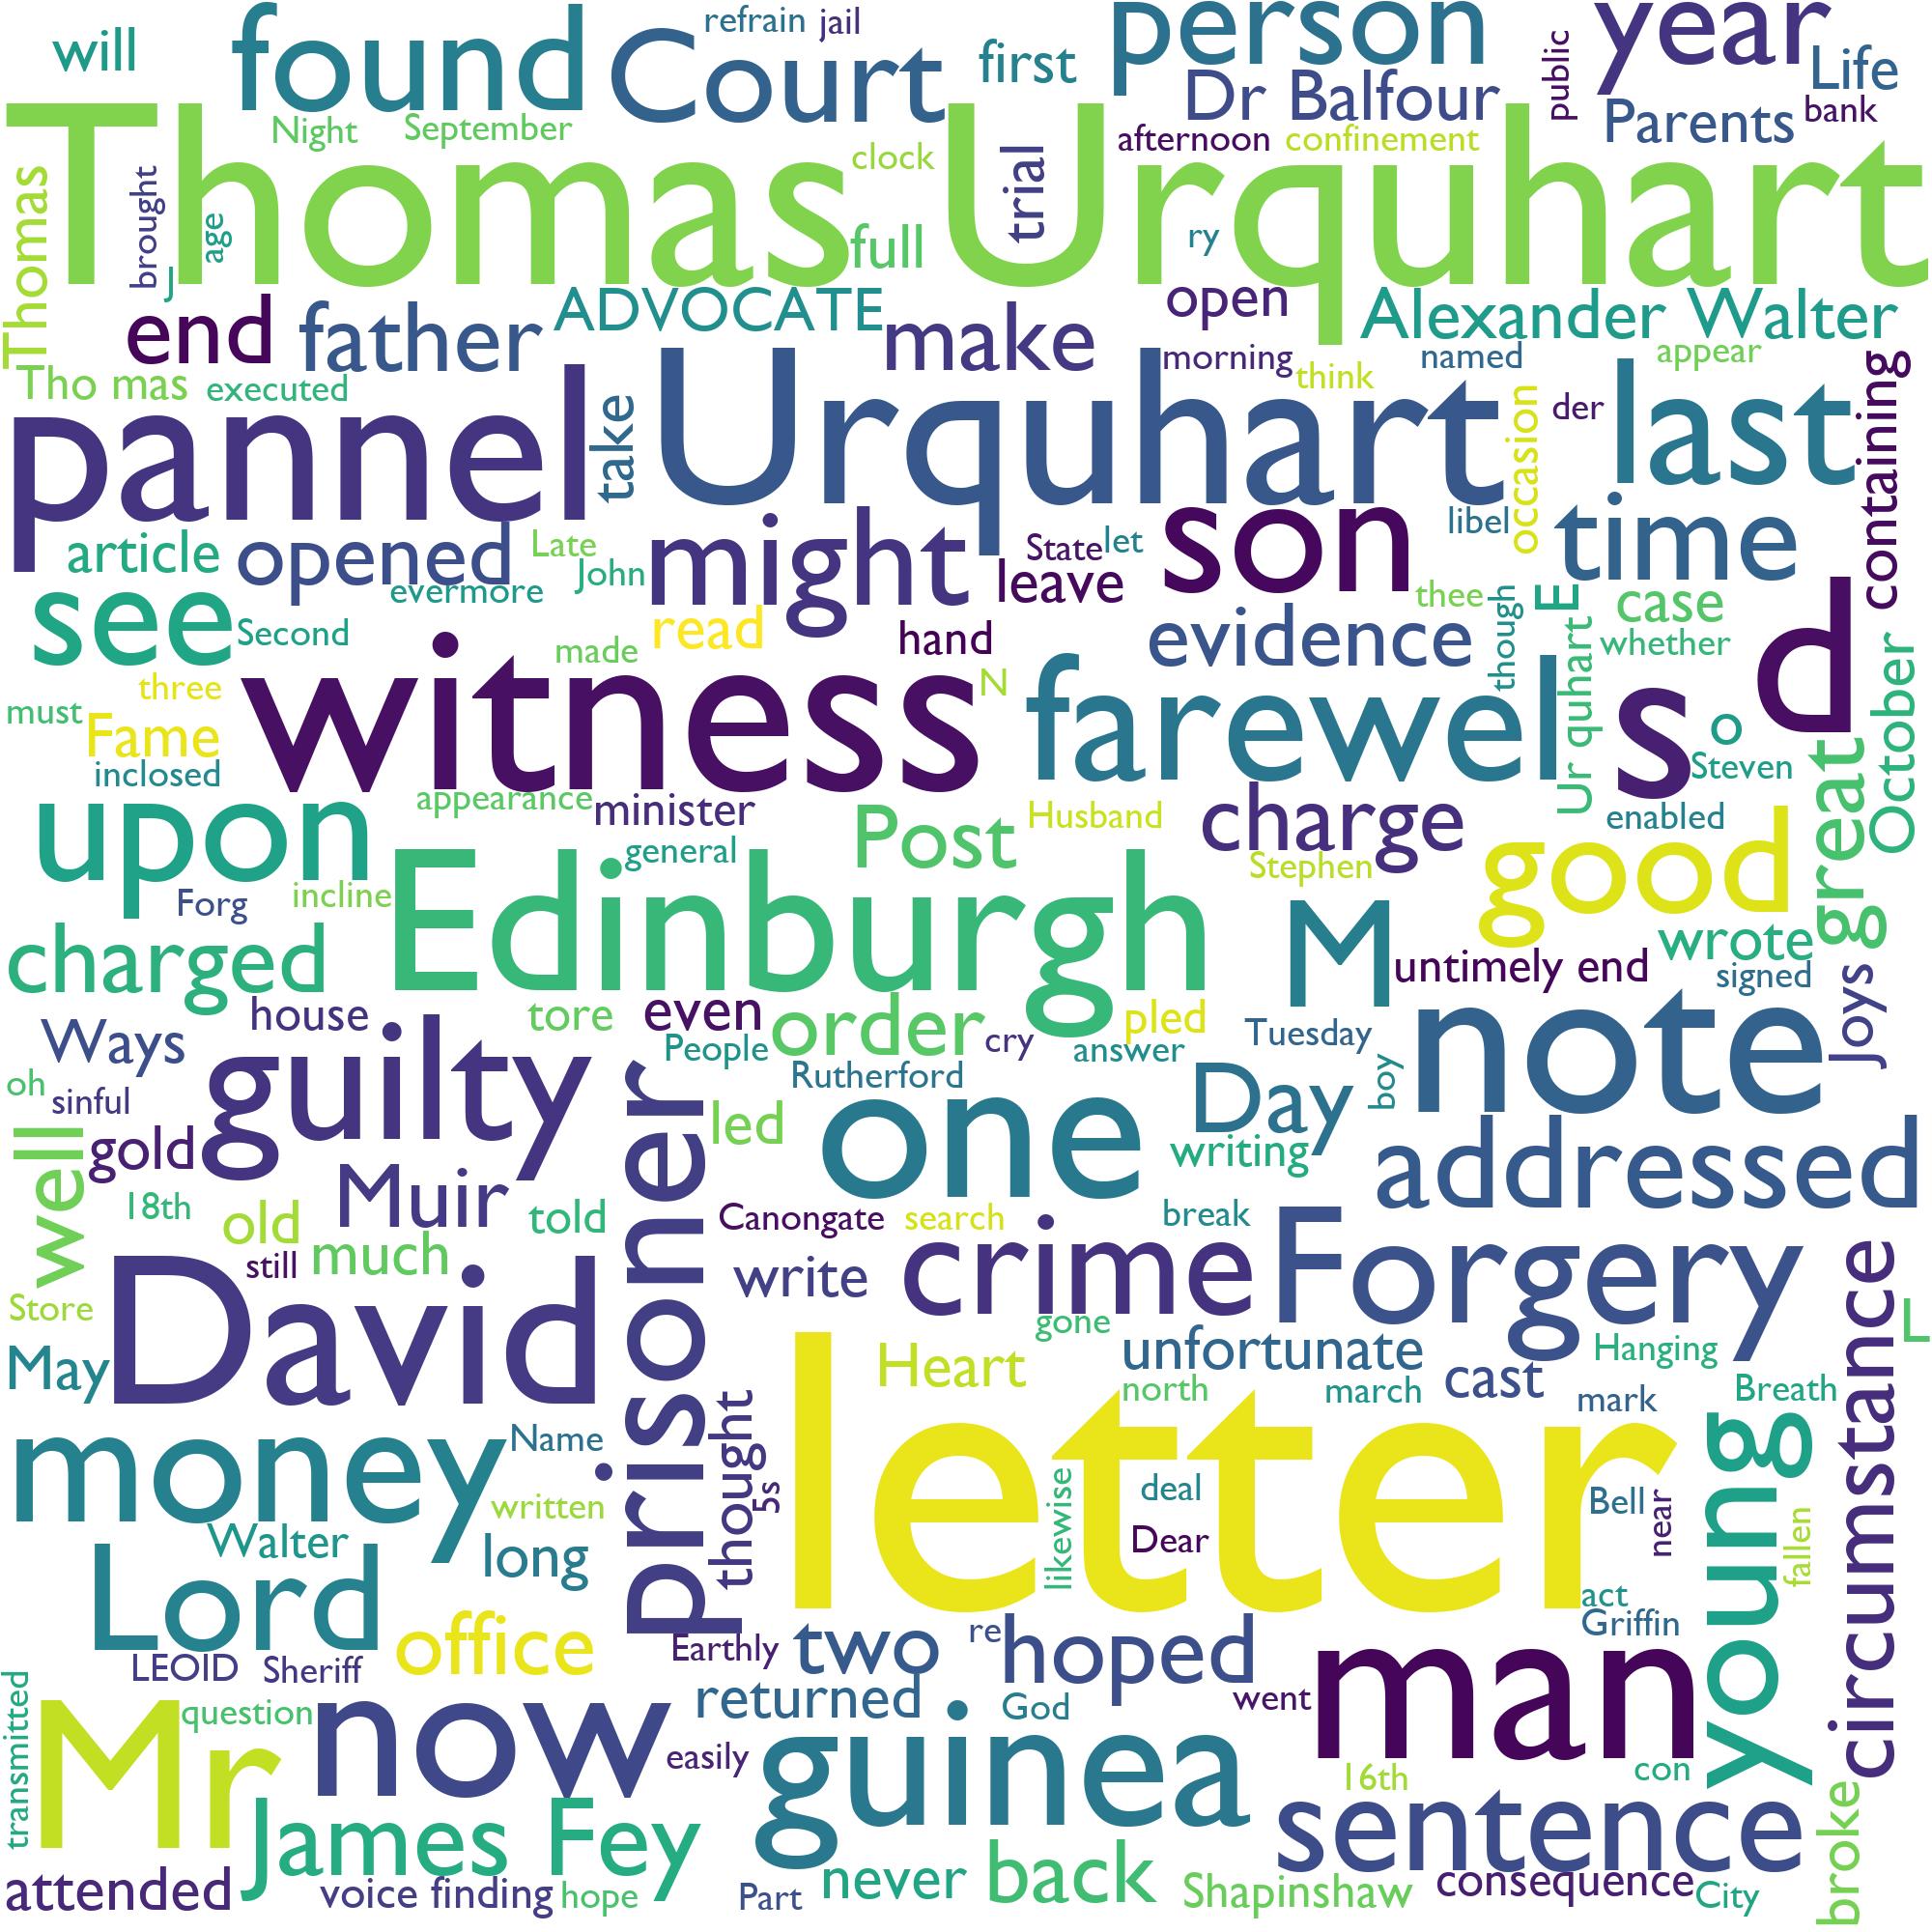 refrain jail
will found Court first person year
public Life
Dr Balfour Parents bank
Night September afternoon confinement
Thomas Urquhart
clock trial
Thomas brought J age full ry
ADVOCATE open
end father make Alexander Walter
morning named appear
Tho mas executed think
pannel take Urquhart occasion der last containing
article opened Late might State let son libel time
John leave
evermore thee though E case
see Second read hand evidence whether
made
three witness N farewel Ur quhart s d
must Fame o October
inclosed Steven
appearance minister Husband charge enabled great
upon general Post Stephen good
Forg incline Edinburgh
charged M untimely end wrote
signed
house tore even order pled Joys
Ways People cry answer Tuesday note
oh guilty prisoner Rutherford Day boy
sinful led one
well gold writing addressed
Muir
18th old told Canongate search break
much crime Forgery
still write
Store David gone circumstance L
unfortunate Hanging
May Heart north march cast mark Breath
Name thought letter young
money 5s likewise deal Bell near
written fallen
Walter long Dear
Lord act
office Earthly two re hoped Griffin
LEOID Sheriff man
transmitted Mr question now returned God went
easily guinea 16th con
James Fey sentence broke
attended voice finding hope Part never back Shapinshaw consequence City